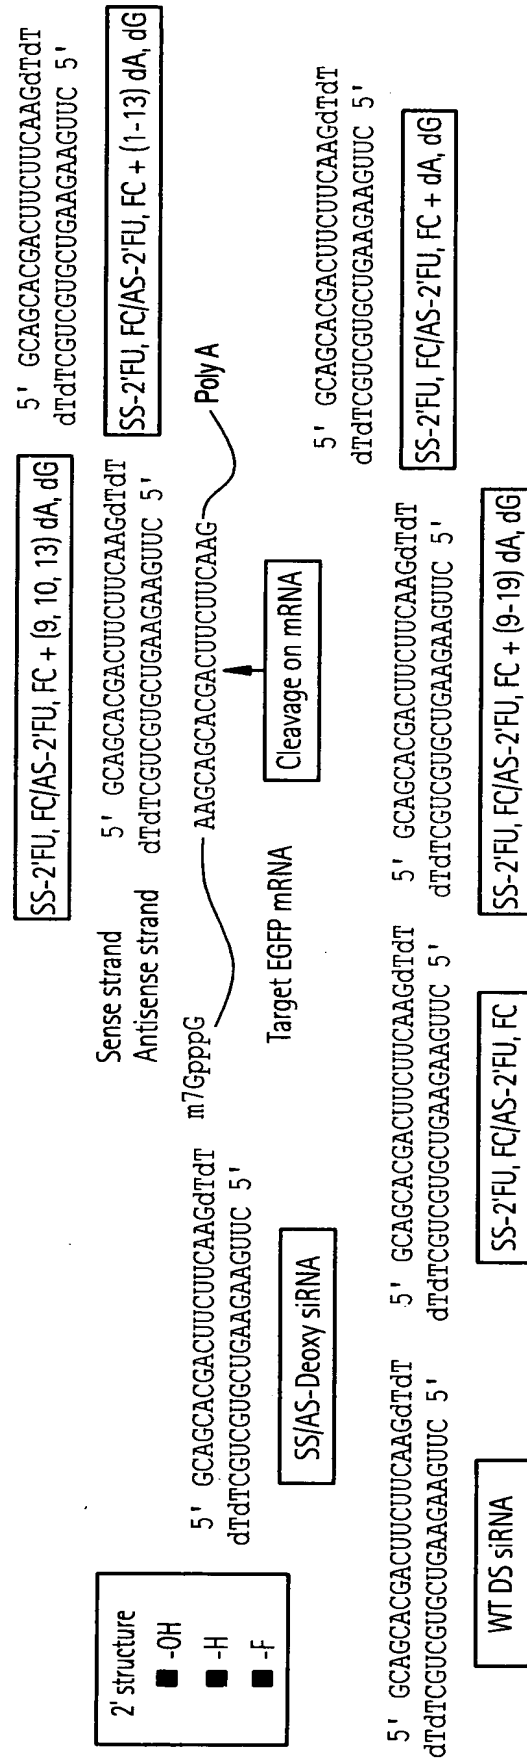 SS-2'FU, FC/AS-2'FU, FC + (9, 10, 13) dA, dG
5' GCAGCACGACUUCUUCAAGdTdT
dTdTCGUCGUGCUGAAGAAGUUC 5'
SS-2'FU, FC/AS-2'FU, FC + (1-13) dA, dG
Sense strand 5' GCAGCACGACUUCUUCAAGdTdT
Antisense strand dTdTCGUCGUGCUGAAGAAGUUC 5'
m7GpppG AAGCAGCACGACUUCUUCAAG Poly A
Target EGFP mRNA
Cleavage on mRNA
2' structure
-OH
-H
-F
5' GCAGCACGACUUCUUCAAGdTdT
dTdTCGUCGUGCUGAAGAAGUUC 5'
SS/AS-Deoxy siRNA
5' GCAGCACGACUUCUUCAAGdTdT
dTdTCGUCGUGCUGAAGAAGUUC 5'
SS-2'FU, FC/AS-2'FU, FC + dA, dG
5' GCAGCACGACUUCUUCAAGdTdT
dTdTCGUCGUGCUGAAGAAGUUC 5'
WT DS siRNA
5' GCAGCACGACUUCUUCAAGdTdT
dTdTCGUCGUGCUGAAGAAGUUC 5'
SS-2'FU, FC/AS-2'FU, FC
5' GCAGCACGACUUCUUCAAGdTdT
dTdTCGUCGUGCUGAAGAAGUUC 5'
SS-2'FU, FC/AS-2'FU, FC + (9-19) dA, dG